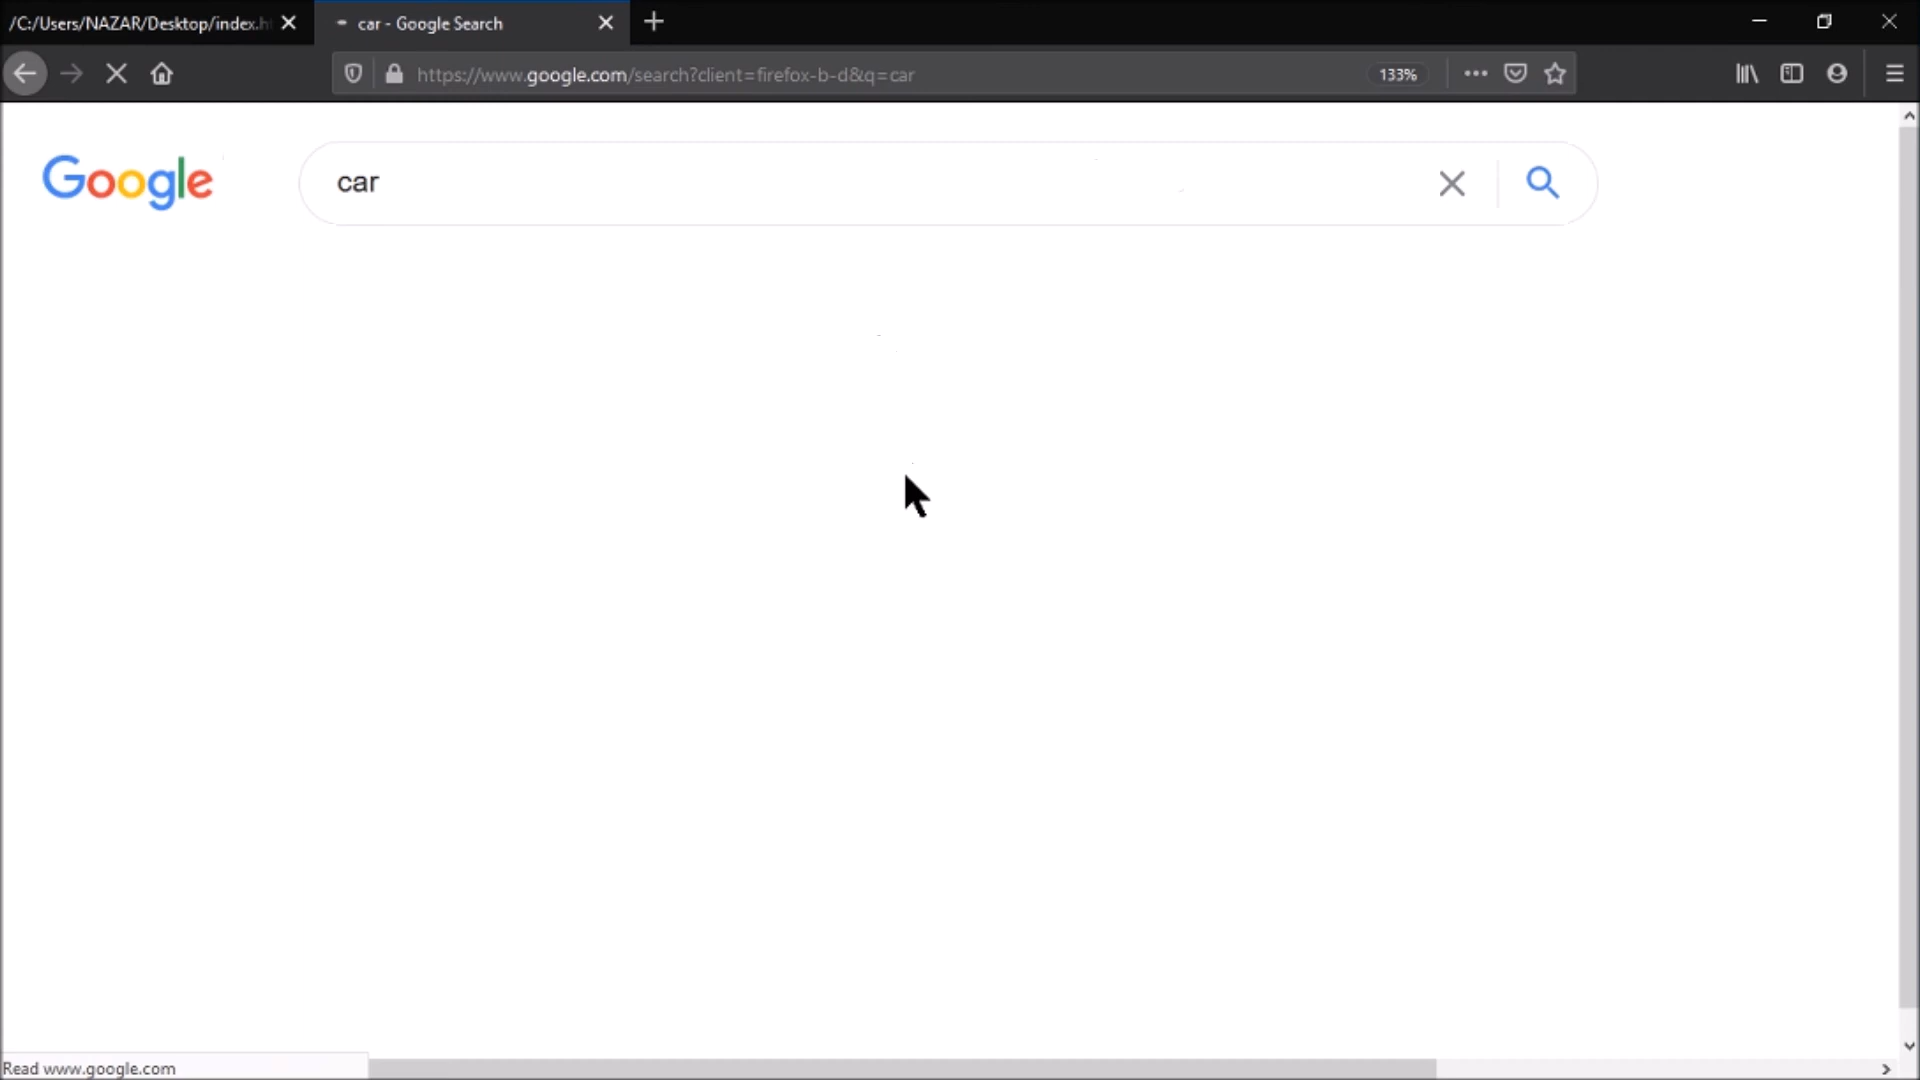 /C:/Users/NAZAR/Desktop/index.h
car - Google Search
https://www.google.com/search?client=firefox-b-d&q=car
133%
Google
car
Read www.google.com